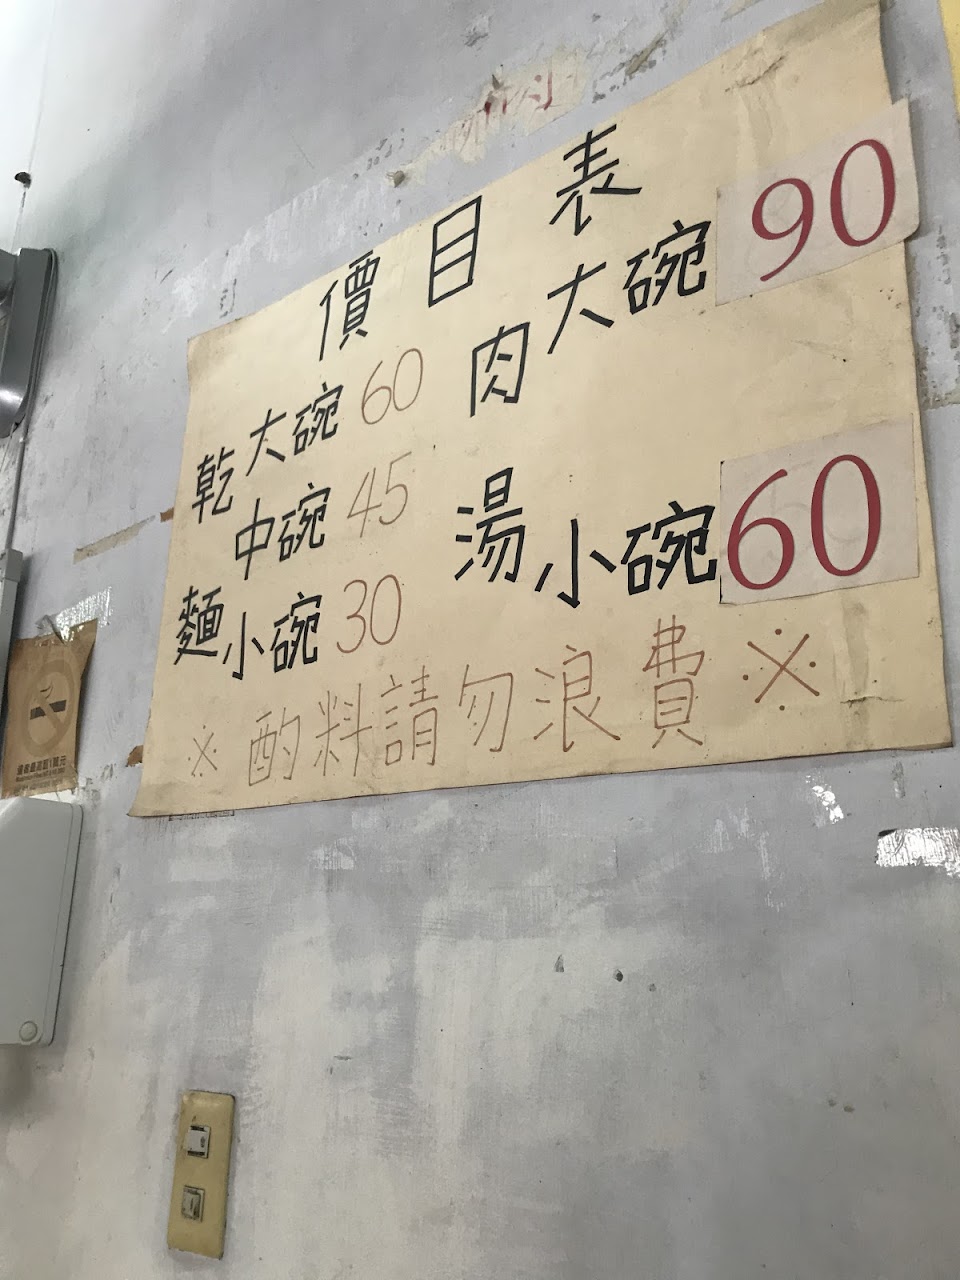 價目表
乾麵
大碗 60
中碗 45
小碗 30
肉湯
大碗 90
小碗 60
※酌料請勿浪費※